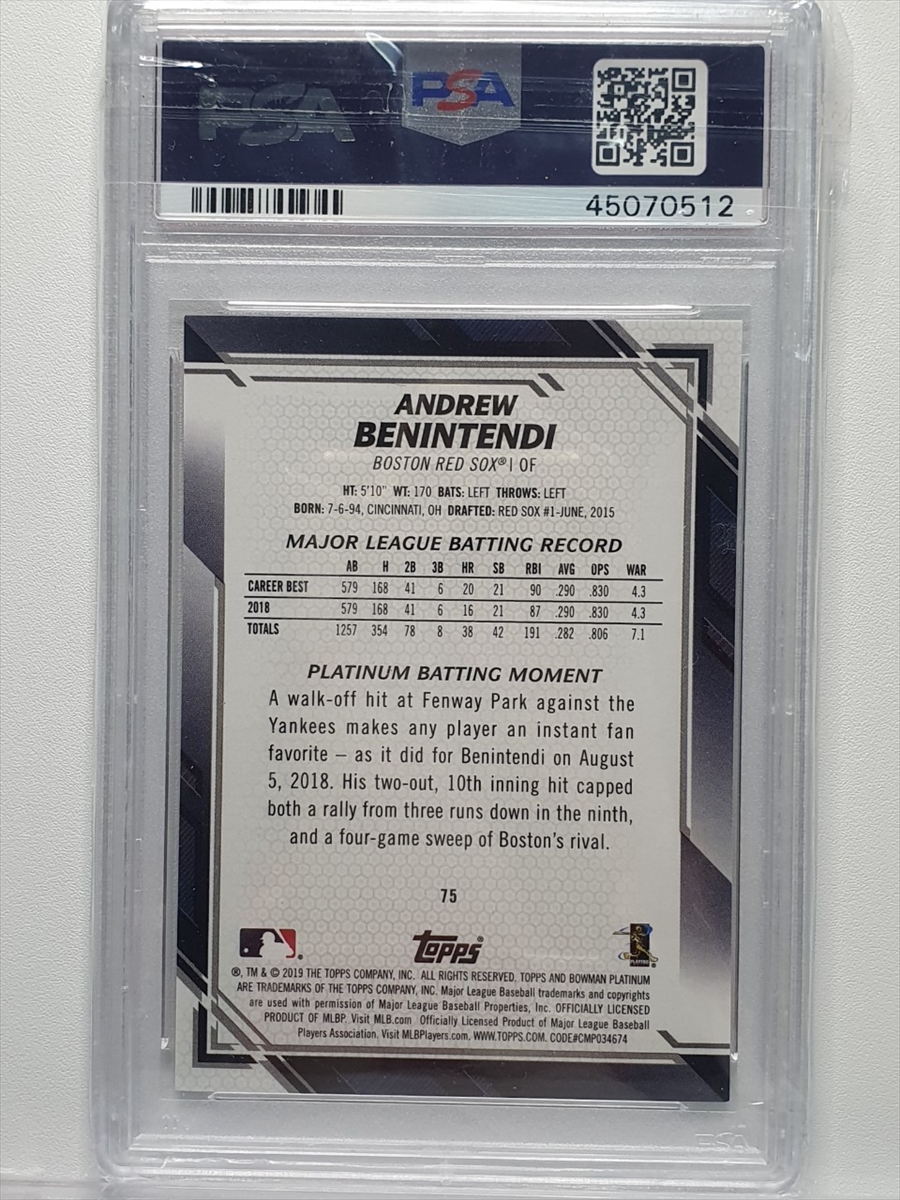 PSA PSA
45070512
ANDREW
BENINTENDI
BOSTON RED SOX® | OF
HT: 5'10" WT: 170 BATS: LEFT THROWS: LEFT
BORN: 7-6-94, CINCINNATI, OH DRAFTED: RED SOX #1-JUNE, 2015
MAJOR LEAGUE BATTING RECORD
AB H 2B 3B HR SB RBI AVG OPS WAR
CAREER BEST 579 168 41 6 20 21 90 .290 .830 4.3
2018 579 168 41 6 16 21 87 .290 .830 4.3
TOTALS 1257 354 78 8 38 42 191 .282 .806 7.1
PLATINUM BATTING MOMENT
A walk-off hit at Fenway Park against the
Yankees makes any player an instant fan
favorite – as it did for Benintendi on August
5, 2018. His two-out, 10th inning hit capped
both a rally from three runs down in the ninth,
and a four-game sweep of Boston's rival.
75
Topps®
PLAYERS
®, TM & © 2019 THE TOPPS COMPANY, INC. ALL RIGHTS RESERVED. TOPPS AND BOWMAN PLATINUM
ARE TRADEMARKS OF THE TOPPS COMPANY, INC. Major League Baseball trademarks and copyrights
are used with permission of Major League Baseball Properties, Inc. OFFICIALLY LICENSED
PRODUCT OF MLBP. Visit MLB.com Officially Licensed Product of Major League Baseball
Players Association. Visit MLBPlayers.com. WWW.TOPPS.COM. CODE#CMP034674
PSA